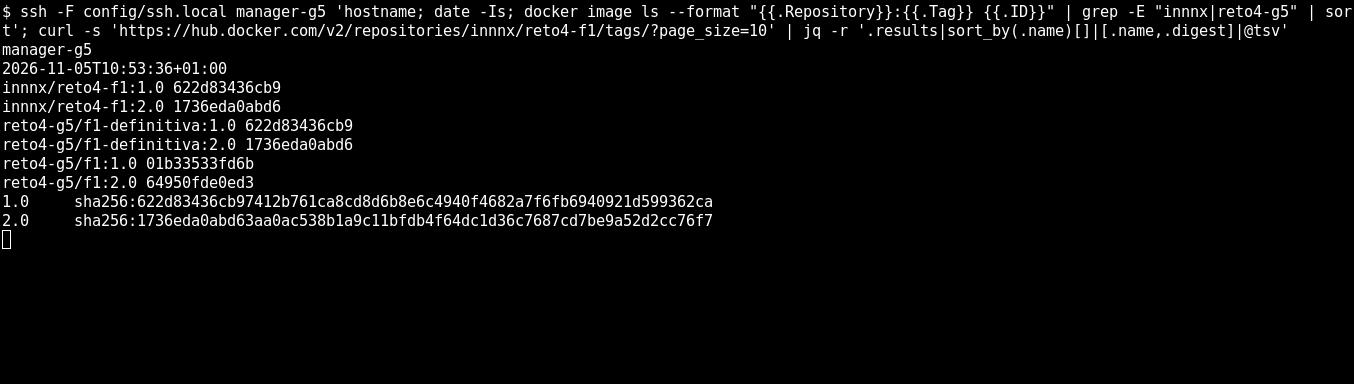 $ ssh -F config/ssh.local manager-g5 'hostname; date -Is; docker image ls --format "{{.Repository}}:{{.Tag}} {{.ID}}" | grep -E "innnx|reto4-g5" | sor
t'; curl -s 'https://hub.docker.com/v2/repositories/innnx/reto4-f1/tags/?page_size=10' | jq -r '.results|sort_by(.name)[]|[.name,.digest]|@tsv'
manager-g5
2026-11-05T10:53:36+01:00
innnx/reto4-f1:1.0 622d83436cb9
innnx/reto4-f1:2.0 1736eda0abd6
reto4-g5/f1-definitiva:1.0 622d83436cb9
reto4-g5/f1-definitiva:2.0 1736eda0abd6
reto4-g5/f1:1.0 01b33533fd6b
reto4-g5/f1:2.0 64950fde0ed3
1.0     sha256:622d83436cb97412b761ca8cd8d6b8e6c4940f4682a7f6fb6940921d599362ca
2.0     sha256:1736eda0abd63aa0ac538b1a9c11bfdb4f64dc1d36c7687cd7be9a52d2cc76f7